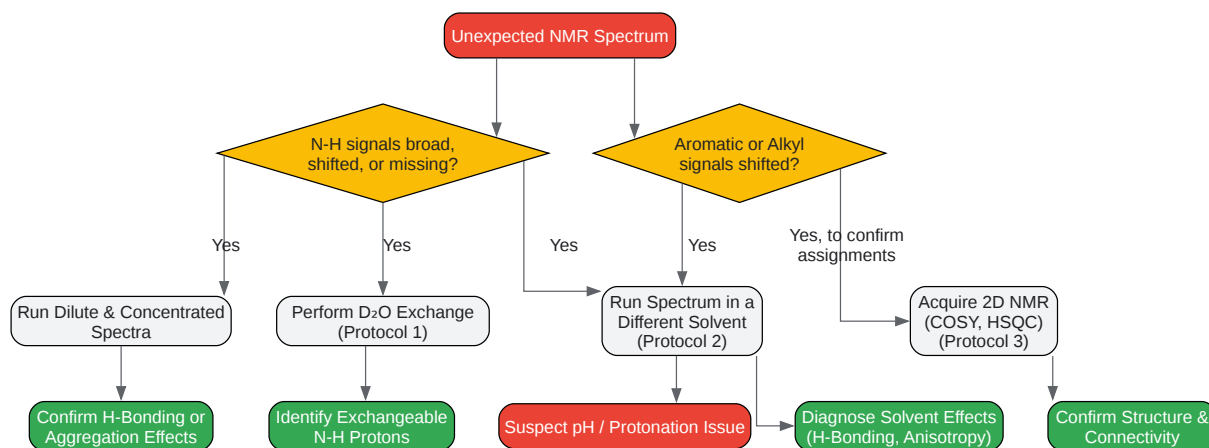 Unexpected NMR Spectrum
N-H signals broad,
shifted, or missing?
Aromatic or Alkyl
signals shifted?
Yes
Yes
Yes
Yes
Yes, to confirm
assignments
Run Dilute & Concentrated
Spectra
Perform D₂O Exchange
(Protocol 1)
Run Spectrum in a
Different Solvent
(Protocol 2)
Acquire 2D NMR
(COSY, HSQC)
(Protocol 3)
Confirm H-Bonding or
Aggregation Effects
Identify Exchangeable
N-H Protons
Suspect pH / Protonation Issue
Diagnose Solvent Effects
(H-Bonding, Anisotropy)
Confirm Structure &
Connectivity